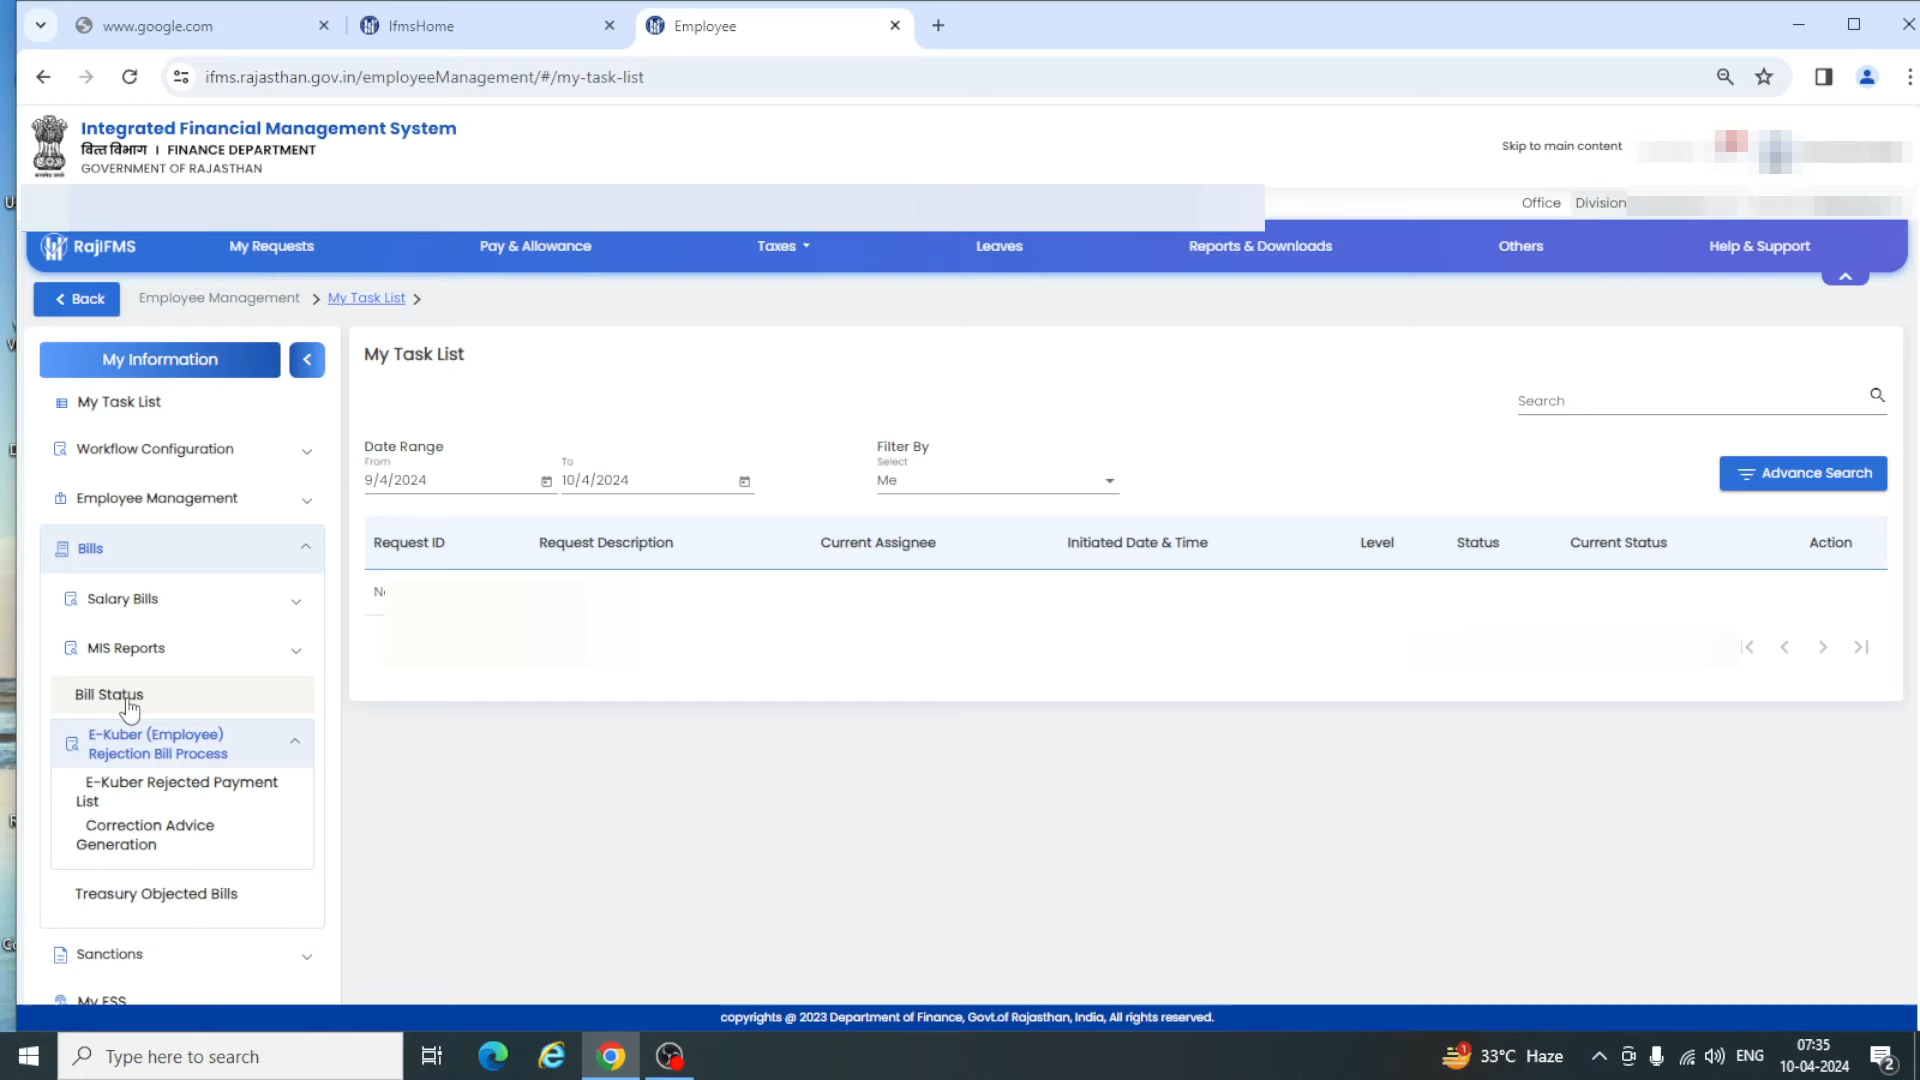 www.google.com
IfmsHome
Employee
ifms.rajasthan.gov.in/employeeManagement/#/my-task-list
Integrated Financial Management System
वित्त विभाग I FINANCE DEPARTMENT
GOVERNMENT OF RAJASTHAN
Skip to main content
Office Division
RajIFMS
My Requests
Pay & Allowance
Taxes
Leaves
Reports & Downloads
Others
Help & Support
Back
Employee Management
My Task List
My Information
My Task List
Workflow Configuration
Employee Management
Bills
Salary Bills
MIS Reports
Bill Status
E-Kuber (Employee)
Rejection Bill Process
E-Kuber Rejected Payment
List
Correction Advice
Generation
Treasury Objected Bills
Sanctions
My ESS
My Task List
Search
Date Range
From
9/4/2024
To
10/4/2024
Filter By
Select
Me
Advance Search
Request ID
Request Description
Current Assignee
Initiated Date & Time
Level
Status
Current Status
Action
copyrights @ 2023 Department of Finance, Govt.of Rajasthan, India, All rights reserved.
Type here to search
1
33°C Haze
ENG
07:35
10-04-2024
2